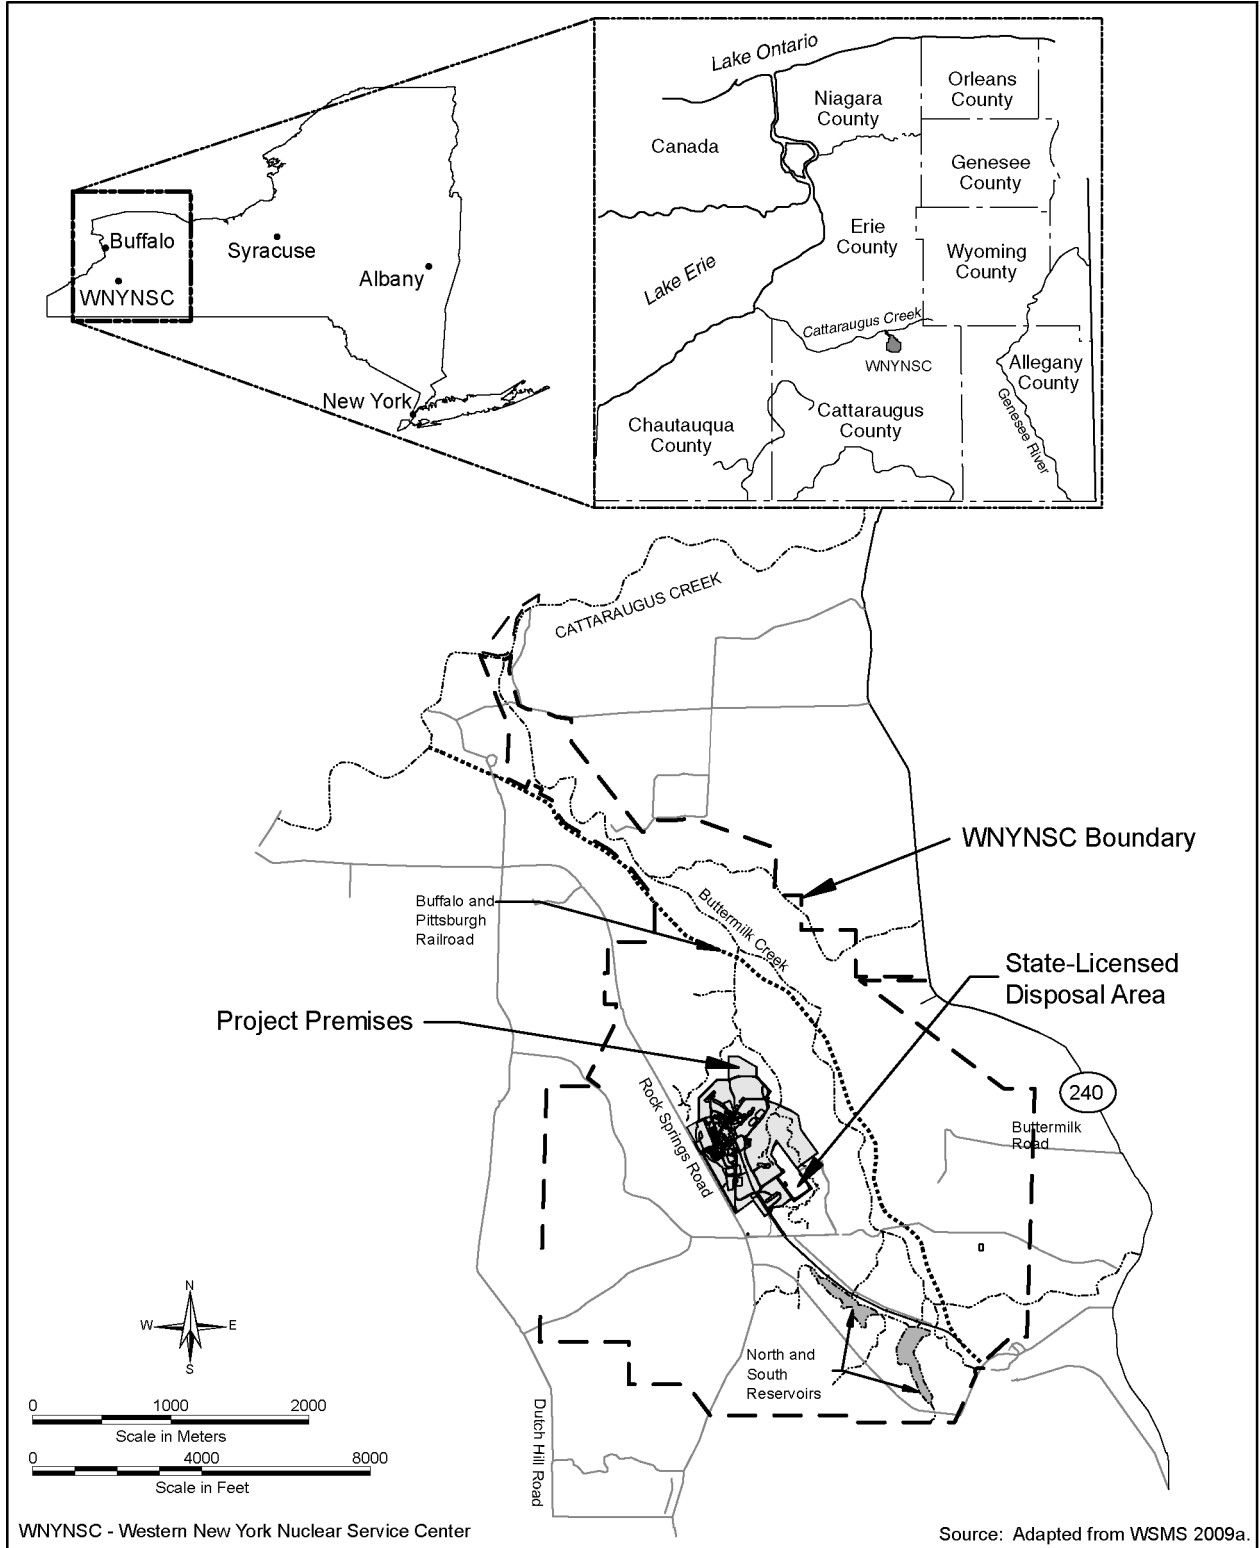 Lake Ontario
Orleans
County
Niagara
County
Canada
Genesee
County
Erie
County
Wyoming
County
Lake Erie
Cattaraugus Creek
WNYNSC
Allegany
County
Genesee River
Chautauqua
County
Cattaraugus
County
Buffalo
Syracuse
Albany
WNYNSC
New York
CATTARAUGUS CREEK
WNYNSC Boundary
Buffalo and
Pittsburgh
Railroad
Buttermilk Creek
State-Licensed
Disposal Area
Project Premises
240
Rock Springs Road
Buttermilk
Road
North and
South
Reservoirs
Dutch Hill Road
N
W
E
S
0 1000 2000
Scale in Meters
0 4000 8000
Scale in Feet
WNYNSC - Western New York Nuclear Service Center
Source: Adapted from WSMS 2009a.